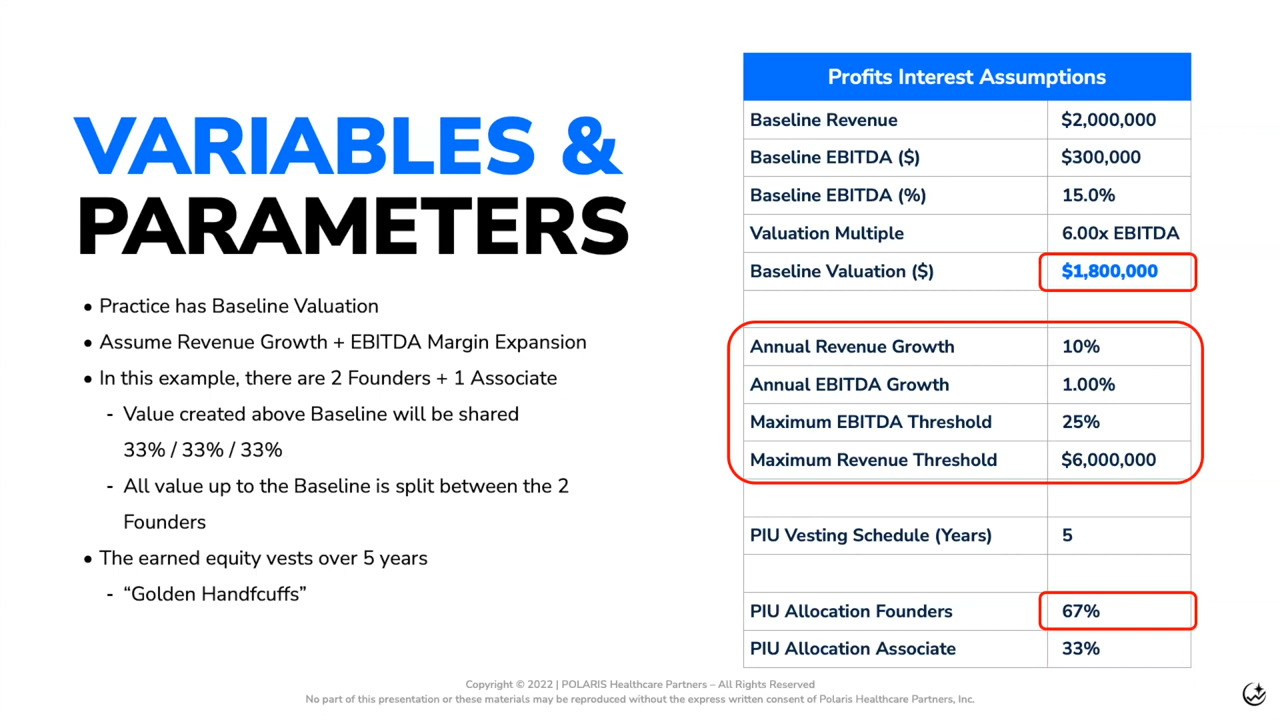 VARIABLES &
PARAMETERS
• Practice has Baseline Valuation
• Assume Revenue Growth + EBITDA Margin Expansion
• In this example, there are 2 Founders + 1 Associate
- Value created above Baseline will be shared
33% / 33% / 33%
- All value up to the Baseline is split between the 2
Founders
• The earned equity vests over 5 years
- “Golden Handfcuffs”
Profits Interest Assumptions
Baseline Revenue $2,000,000
Baseline EBITDA ($) $300,000
Baseline EBITDA (%) 15.0%
Valuation Multiple 6.00x EBITDA
Baseline Valuation ($) $1,800,000
Annual Revenue Growth 10%
Annual EBITDA Growth 1.00%
Maximum EBITDA Threshold 25%
Maximum Revenue Threshold $6,000,000
PIU Vesting Schedule (Years) 5
PIU Allocation Founders 67%
PIU Allocation Associate 33%
Copyright © 2022 | POLARIS Healthcare Partners – All Rights Reserved
No part of this presentation or these materials may be reproduced without the express written consent of Polaris Healthcare Partners, Inc.